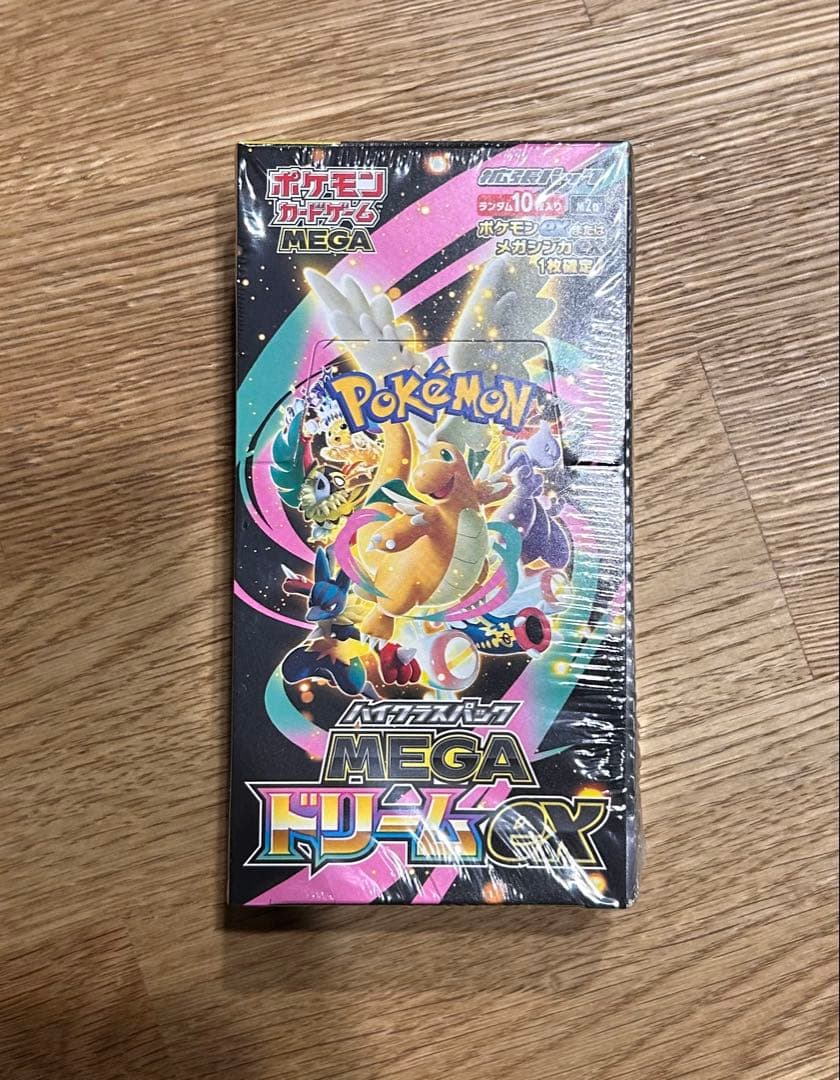 ポケモン
カードゲーム
MEGA
拡張パック
ランダム10枚入り M2a
ポケモンexまたは
メガシンカex
1枚確定!
POKéMON
ハイクラスパック
MEGA
ドリームex